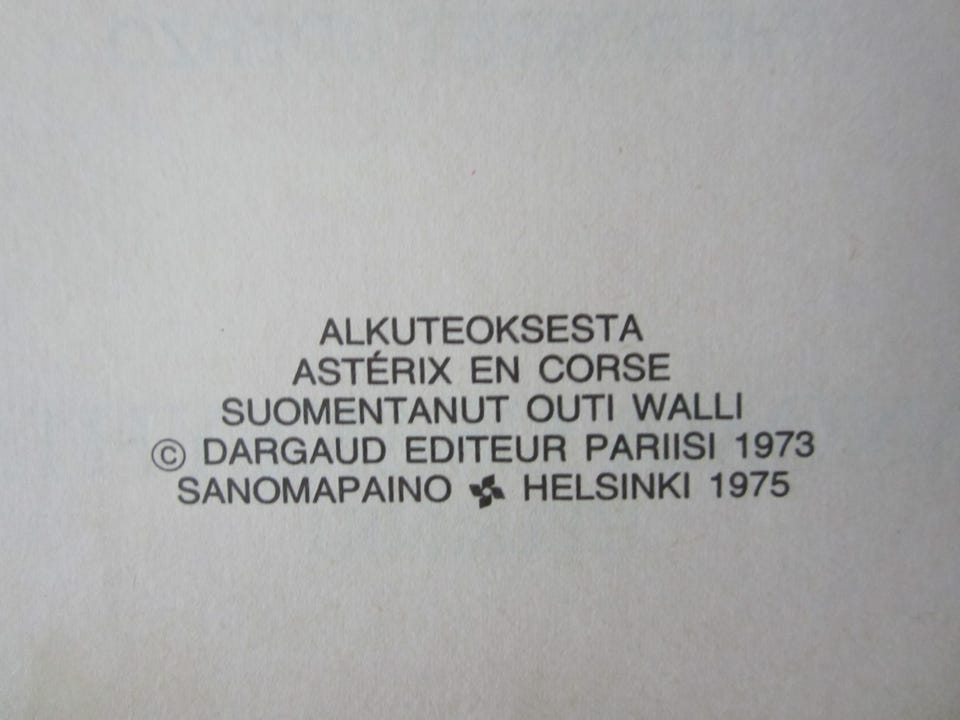 ALKUTEOKSESTA
ASTÉRIX EN CORSE
SUOMENTANUT OUTI WALLI
© DARGAUD EDITEUR PARIISI 1973
SANOMAPAINO HELSINKI 1975